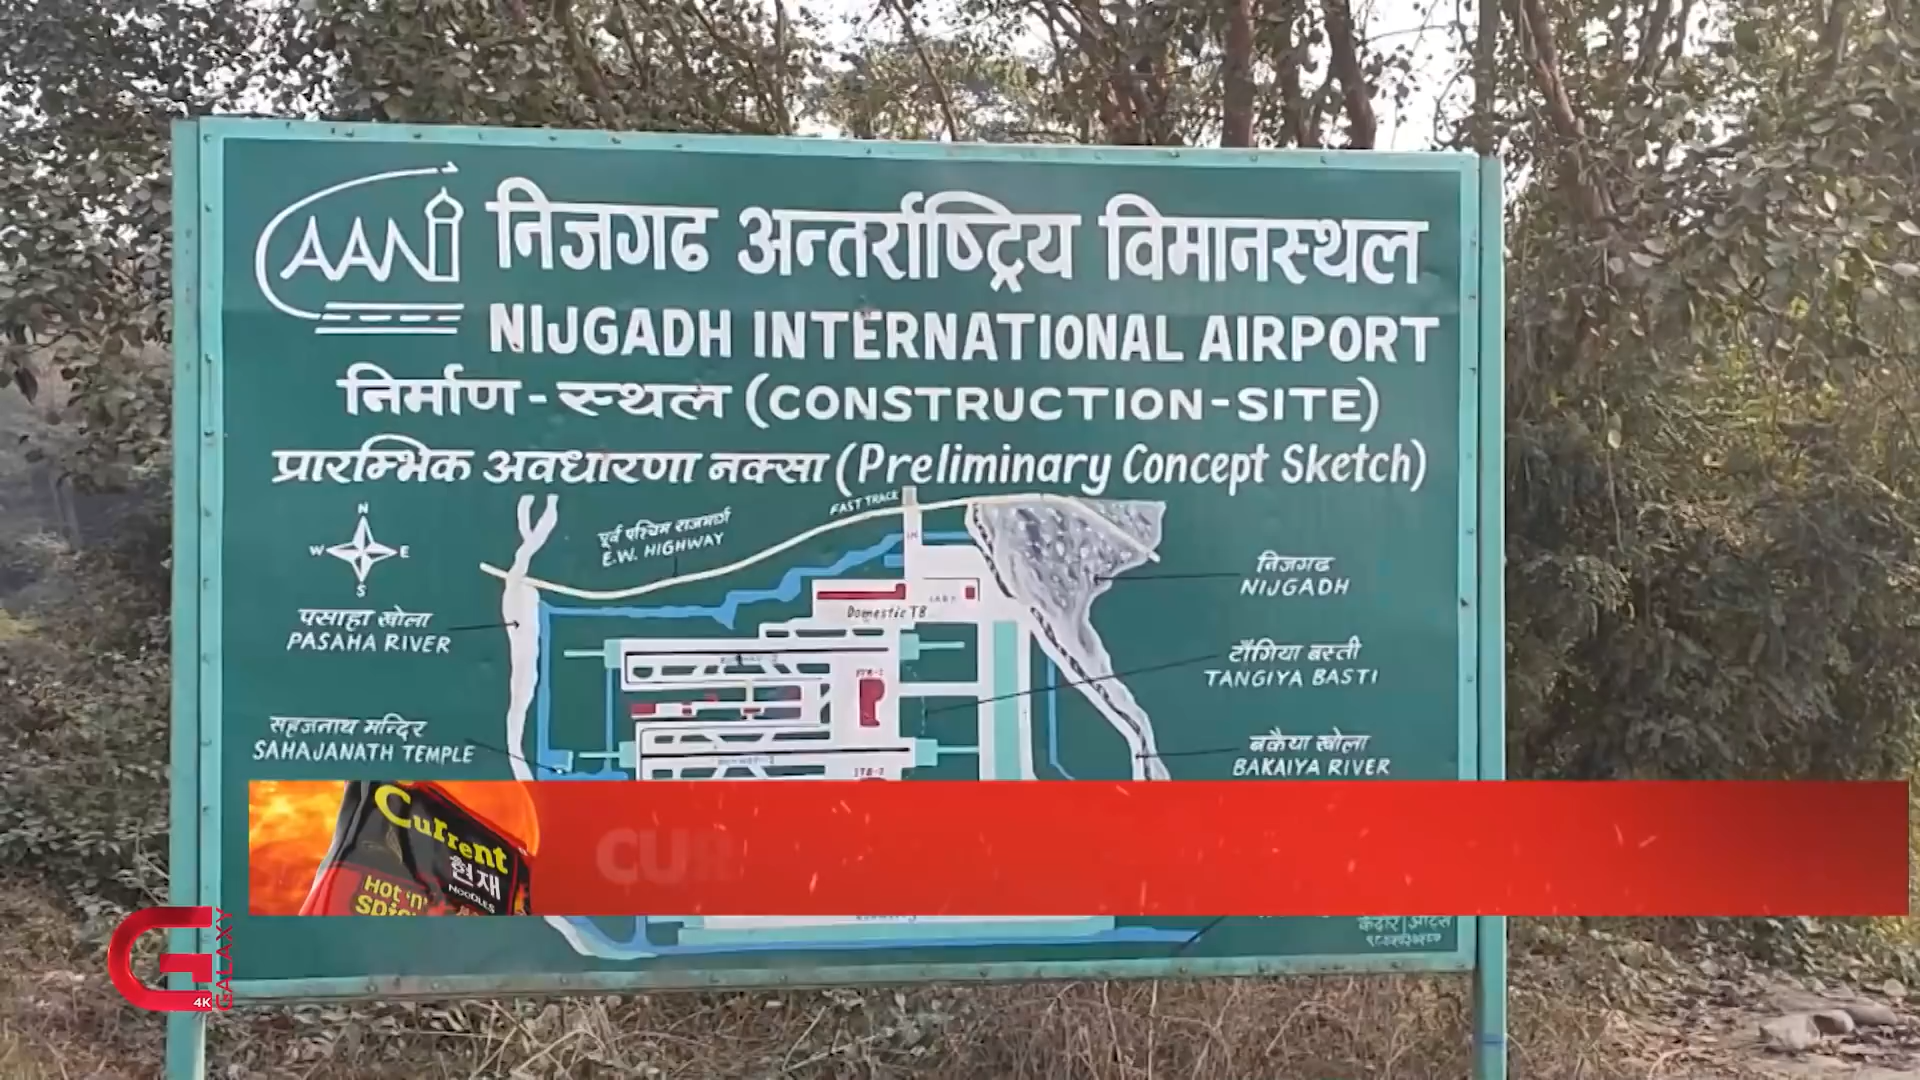 AANI
निजगढ अन्तर्राष्ट्रिय विमानस्थल
NIJGADH INTERNATIONAL AIRPORT
निर्माण-स्थल (CONSTRUCTION-SITE)
प्रारम्भिक अवधारणा नक्सा (Preliminary Concept Sketch)
N
W E
S
पूर्व पश्चिम राजमार्ग
E.W. HIGHWAY
FAST TRACK
निजगढ
NIJGADH
पसाहा खोला
PASAHA RIVER
Domestic TB
टाँगिया बस्ती
TANGIYA BASTI
सहजनाथ मन्दिर
SAHAJANATH TEMPLE
बकैया खोला
BAKAIYA RIVER
Current
현재
NOODLES
Hot 'n'
CU
GALAXY
4K